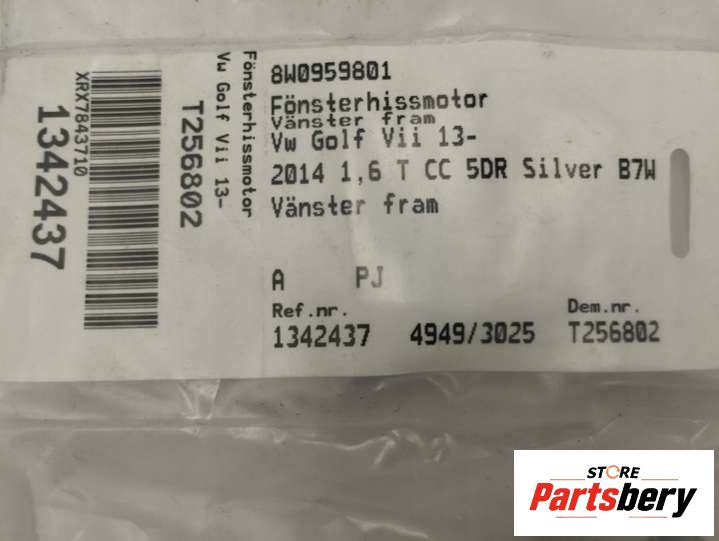 XRX7843710
1342437
T256802
Vw Golf Vii 13-
Fönsterhissmotor
8W0959801
Fönsterhissmotor
Vänster fram
Vw Golf Vii 13-
2014 1,6 T CC 5DR Silver B7W
Vänster fram
A PJ
Ref.nr. Dem.nr.
1342437 4949/3025 T256802
STORE
Partsbery